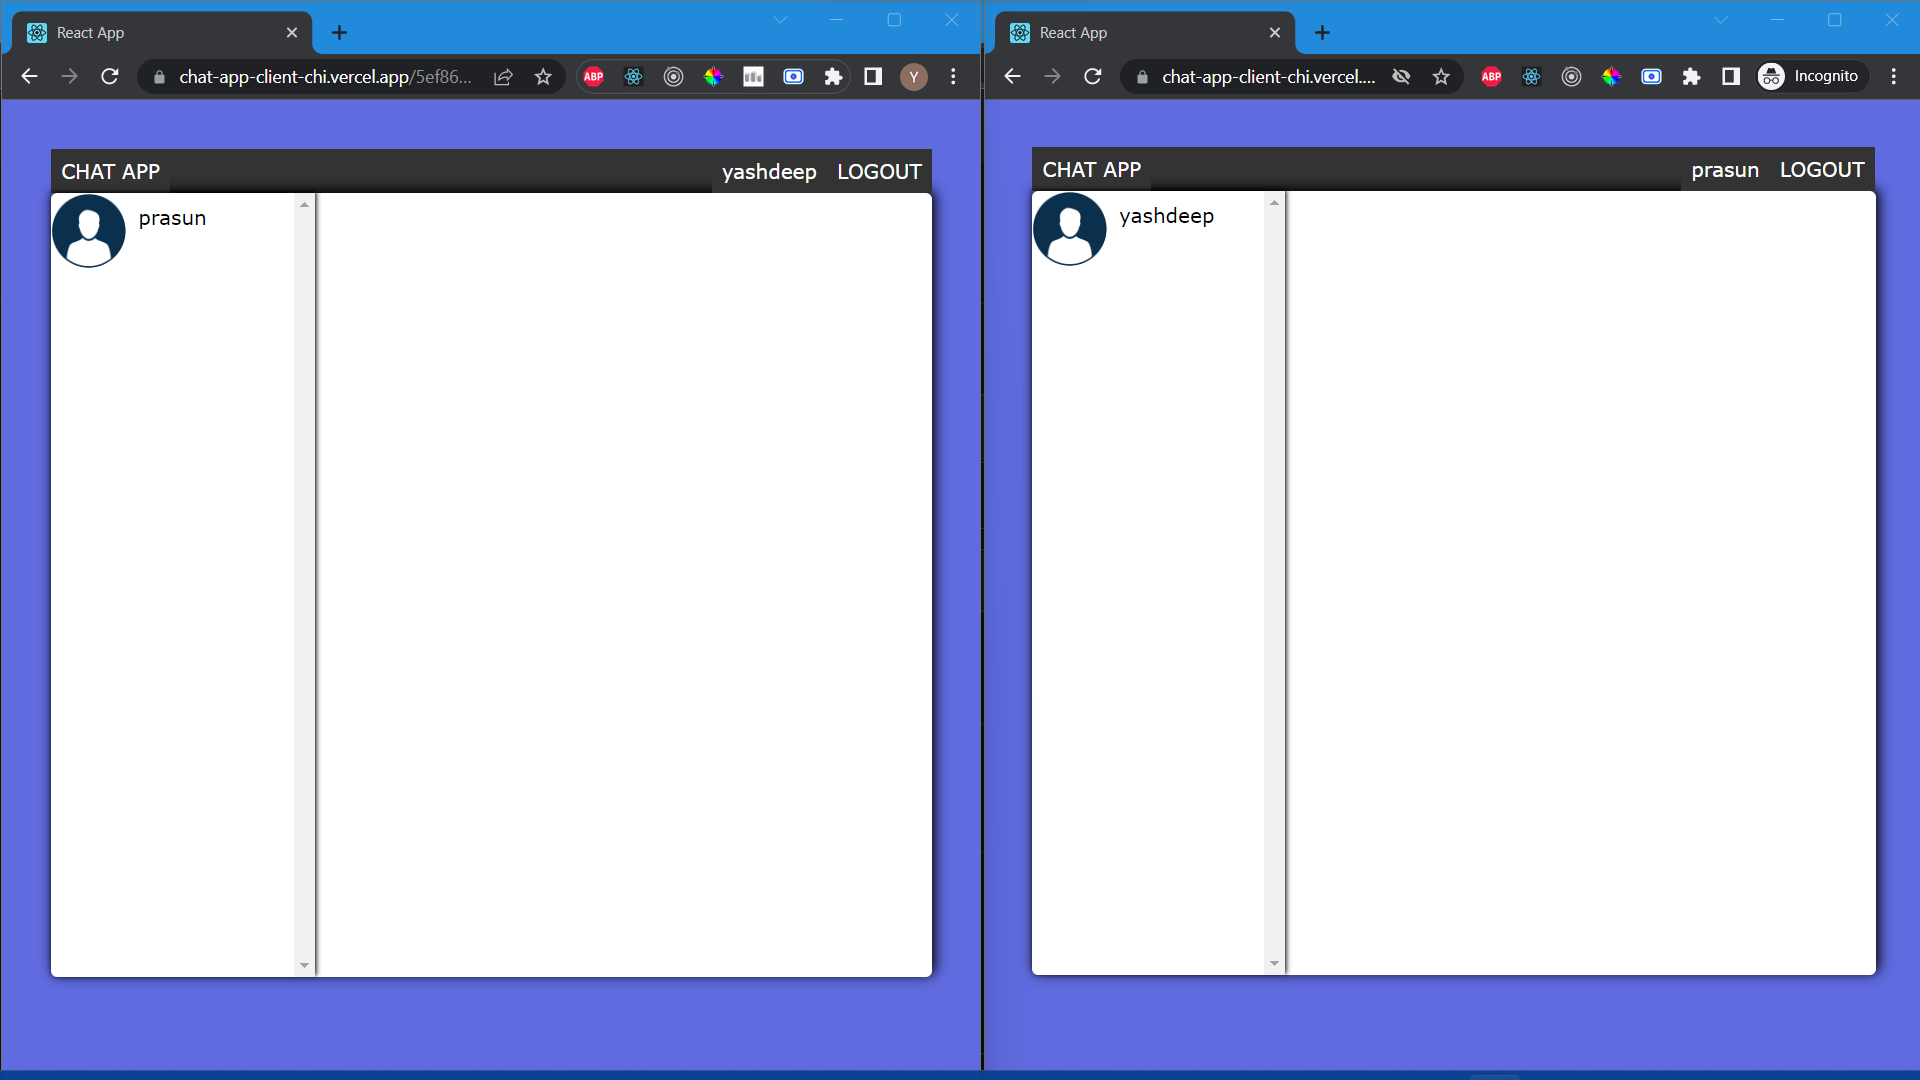 React App
chat-app-client-chi.vercel.app/5ef86...
ABP
Y
CHAT APP
yashdeep
LOGOUT
prasun
React App
chat-app-client-chi.vercel....
ABP
Incognito
CHAT APP
prasun
LOGOUT
yashdeep